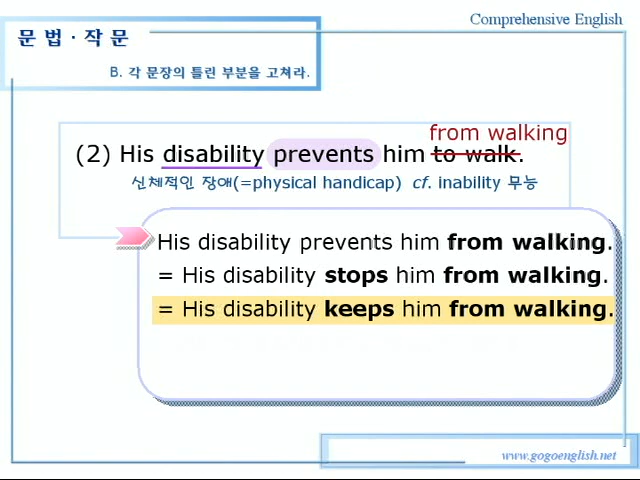 Comprehensive English
문 법 · 작 문
B. 각 문장의 틀린 부분을 고쳐라.
from walking
(2) His disability prevents him to walk.
신체적인 장애(=physical handicap) cf. inability 무능
His disability prevents him from walking.
= His disability stops him from walking.
= His disability keeps him from walking.
www.gogoenglish.net